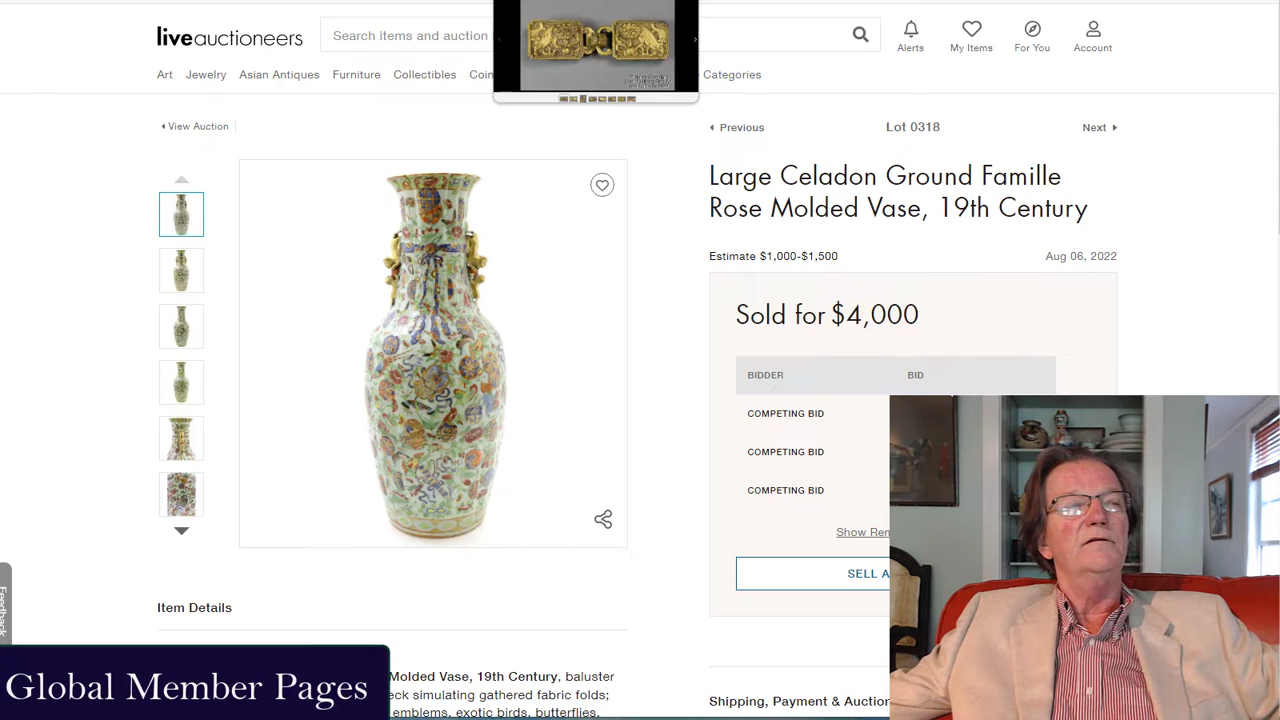 liveauctioneers
Search items and auction
Alerts
My Items
For You
Account
Art
Jewelry
Asian Antiques
Furniture
Collectibles
Categories
View Auction
Previous
Lot 0318
Next
Large Celadon Ground Famille
Rose Molded Vase, 19th Century
Estimate $1,000-$1,500
Aug 06, 2022
Sold for $4,000
BIDDER
BID
COMPETING BID
COMPETING BID
COMPETING BID
Show
SELL
Item Details
Feedback
Molded Vase, 19th Century, baluster
simulating gathered fabric folds;
emblems, exotic birds, butterflies,
Shipping, Payment & Auction
Global Member Pages